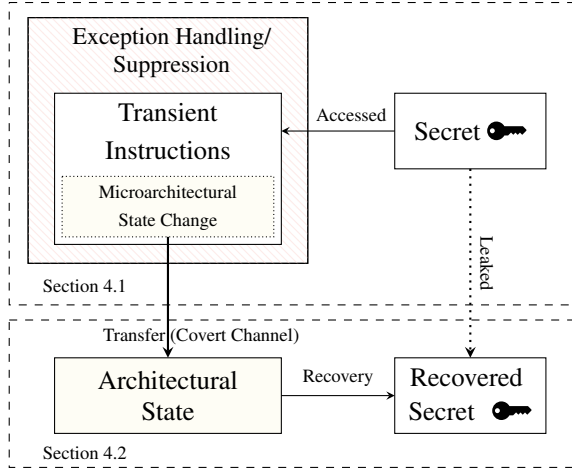 Exception Handling/
Suppression
Transient
Instructions
Accessed
Secret
Microarchitectural
State Change
Leaked
Section 4.1
Transfer (Covert Channel)
Architectural
State
Recovery
Recovered
Secret
Section 4.2